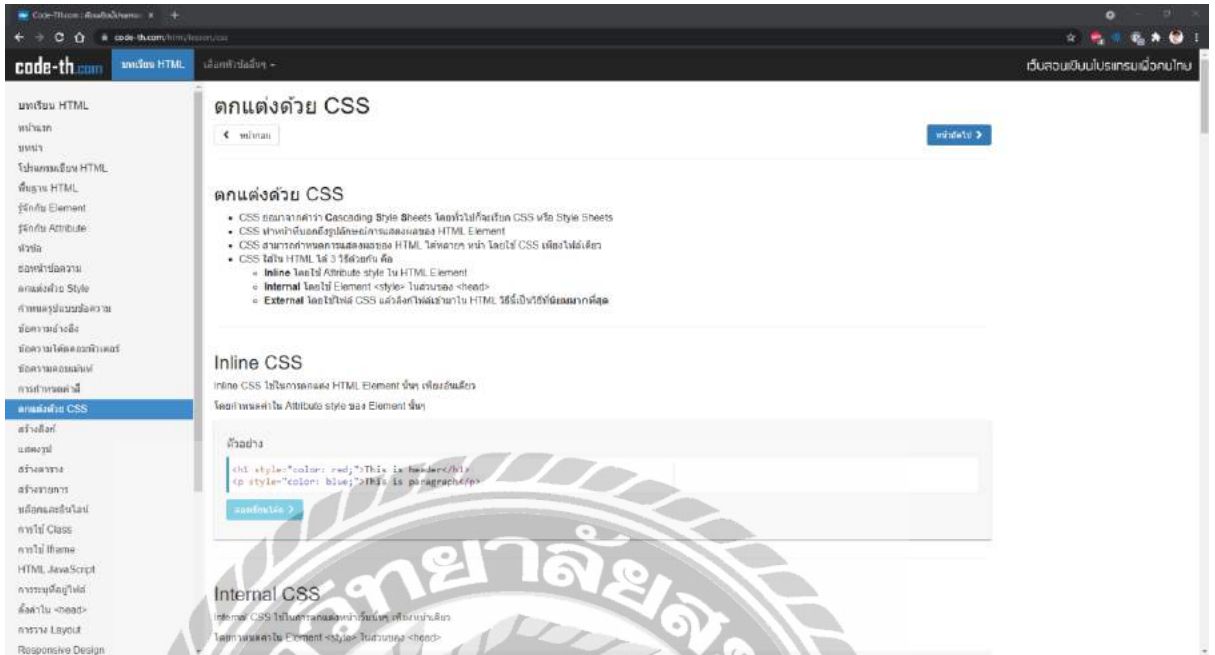 code-th.com/html/lesson/css
code-th.com บทเรียน HTML เลือกหัวข้ออื่นๆ เว็บสอนเขียนโปรแกรมเพื่อคนไทย
บทเรียน HTML
หน้าแรก
บทนำ
โปรแกรมเขียน HTML
พื้นฐาน HTML
รู้จักกับ Element
รู้จักกับ Attribute
หัวข้อ
ย่อหน้าข้อความ
ตกแต่งด้วย Style
กำหนดรูปแบบข้อความ
ข้อความอ้างอิง
ข้อความโค้ดคอมพิวเตอร์
ข้อความคอมเม้นท์
การกำหนดค่าสี
ตกแต่งด้วย CSS
สร้างลิงก์
แสดงรูป
สร้างตาราง
สร้างรายการ
บล็อกและอินไลน์
การใช้ Class
การใช้ Iframe
HTML JavaScript
การระบุที่อยู่ไฟล์
ตั้งค่าใน <head>
การวาง Layout
Responsive Design
ตกแต่งด้วย CSS
หน้าก่อน
หน้าถัดไป
ตกแต่งด้วย CSS
CSS ย่อมาจากคำว่า Cascading Style Sheets โดยทั่วไปก็จะเรียก CSS หรือ Style Sheets
CSS ทำหน้าที่บอกถึงรูปลักษณ์การแสดงผลของ HTML Element
CSS สามารถกำหนดการแสดงผลของ HTML ได้หลายๆ หน้า โดยใช้ CSS เพียงไฟล์เดียว
CSS ใส่ใน HTML ได้ 3 วิธีด้วยกัน คือ
Inline โดยใช้ Attribute style ใน HTML Element
Internal โดยใช้ Element <style> ในส่วนของ <head>
External โดยใช้ไฟล์ CSS แล้วลิงก์ไฟล์เข้ามาใน HTML วิธีนี้เป็นวิธีที่นิยมมากที่สุด
Inline CSS
Inline CSS ใช้ในการตกแต่ง HTML Element นั้นๆ เพียงอันเดียว
โดยกำหนดค่าใน Attribute style ของ Element นั้นๆ
ตัวอย่าง
<h1 style="color: red;">This is header</h1>
<p style="color: blue;">This is paragraph</p>
ลองเขียนโค้ด
Internal CSS
Internal CSS ใช้ในการตกแต่งหน้าเว็บนั้นๆ เพียงหน้าเดียว
โดยกำหนดค่าใน Element <style> ในส่วนของ <head>